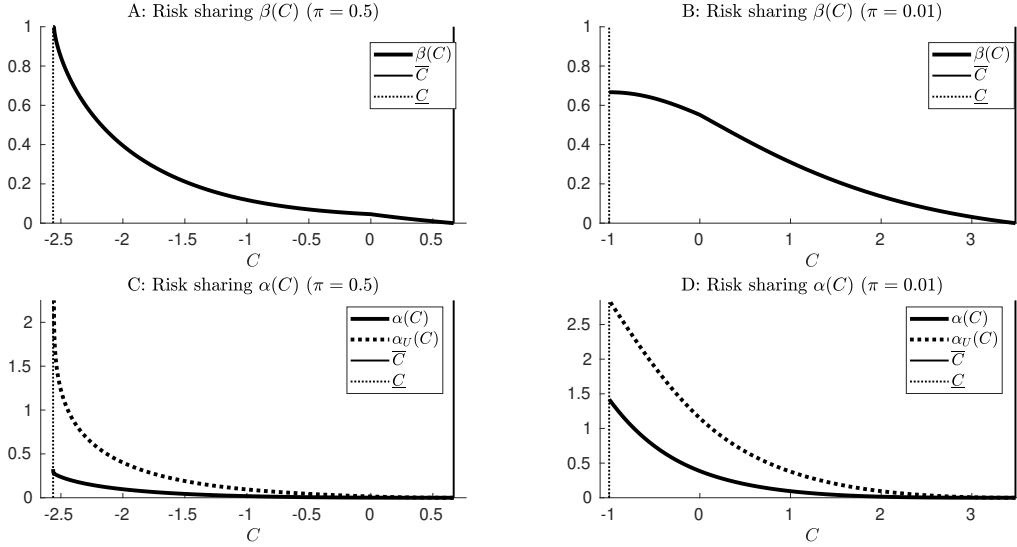 A: Risk sharing β(C) (π = 0.5)
1
0.8
0.6
0.4
0.2
0
-2.5 -2 -1.5 -1 -0.5 0 0.5
C
β(C)
C̅
C̲
B: Risk sharing β(C) (π = 0.01)
1
0.8
0.6
0.4
0.2
0
-1 0 1 2 3
C
β(C)
C̅
C̲
C: Risk sharing α(C) (π = 0.5)
2
1.5
1
0.5
0
-2.5 -2 -1.5 -1 -0.5 0 0.5
C
α(C)
α_U(C)
C̅
C̲
D: Risk sharing α(C) (π = 0.01)
2.5
2
1.5
1
0.5
0
-1 0 1 2 3
C
α(C)
α_U(C)
C̅
C̲